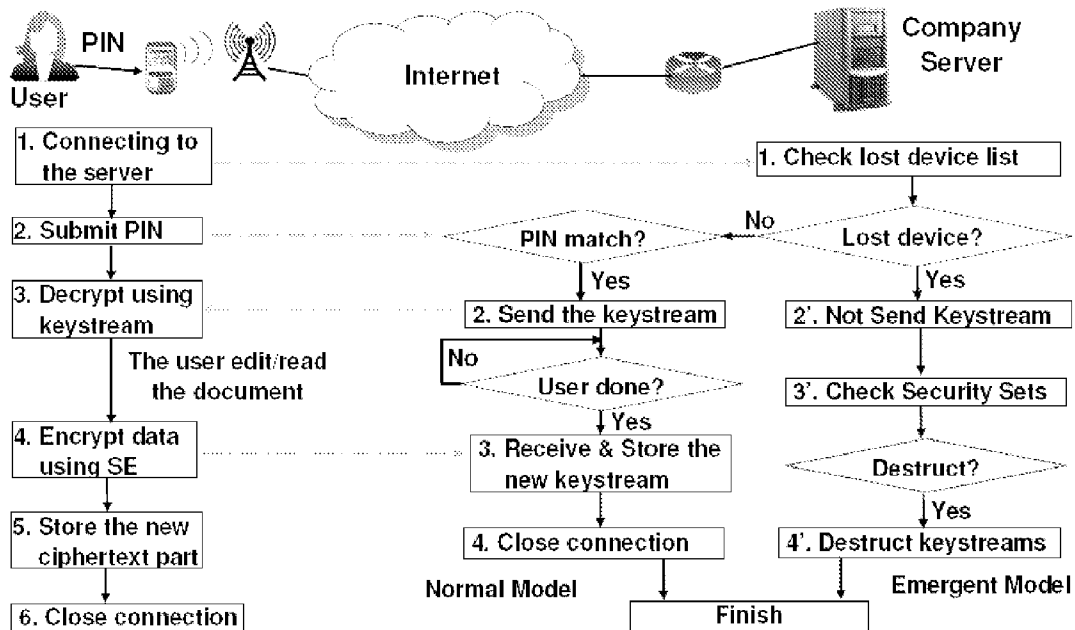 PIN
User
Internet
Company
Server
1. Connecting to
the server
1. Check lost device list
2. Submit PIN
PIN match?
No
Lost device?
Yes
Yes
3. Decrypt using
keystream
2. Send the keystream
2'. Not Send Keystream
The user edit/read
the document
No
User done?
3'. Check Security Sets
Yes
4. Encrypt data
using SE
3. Receive & Store the
new keystream
Destruct?
Yes
5. Store the new
ciphertext part
4. Close connection
4'. Destruct keystreams
Normal Model
Emergent Model
6. Close connection
Finish